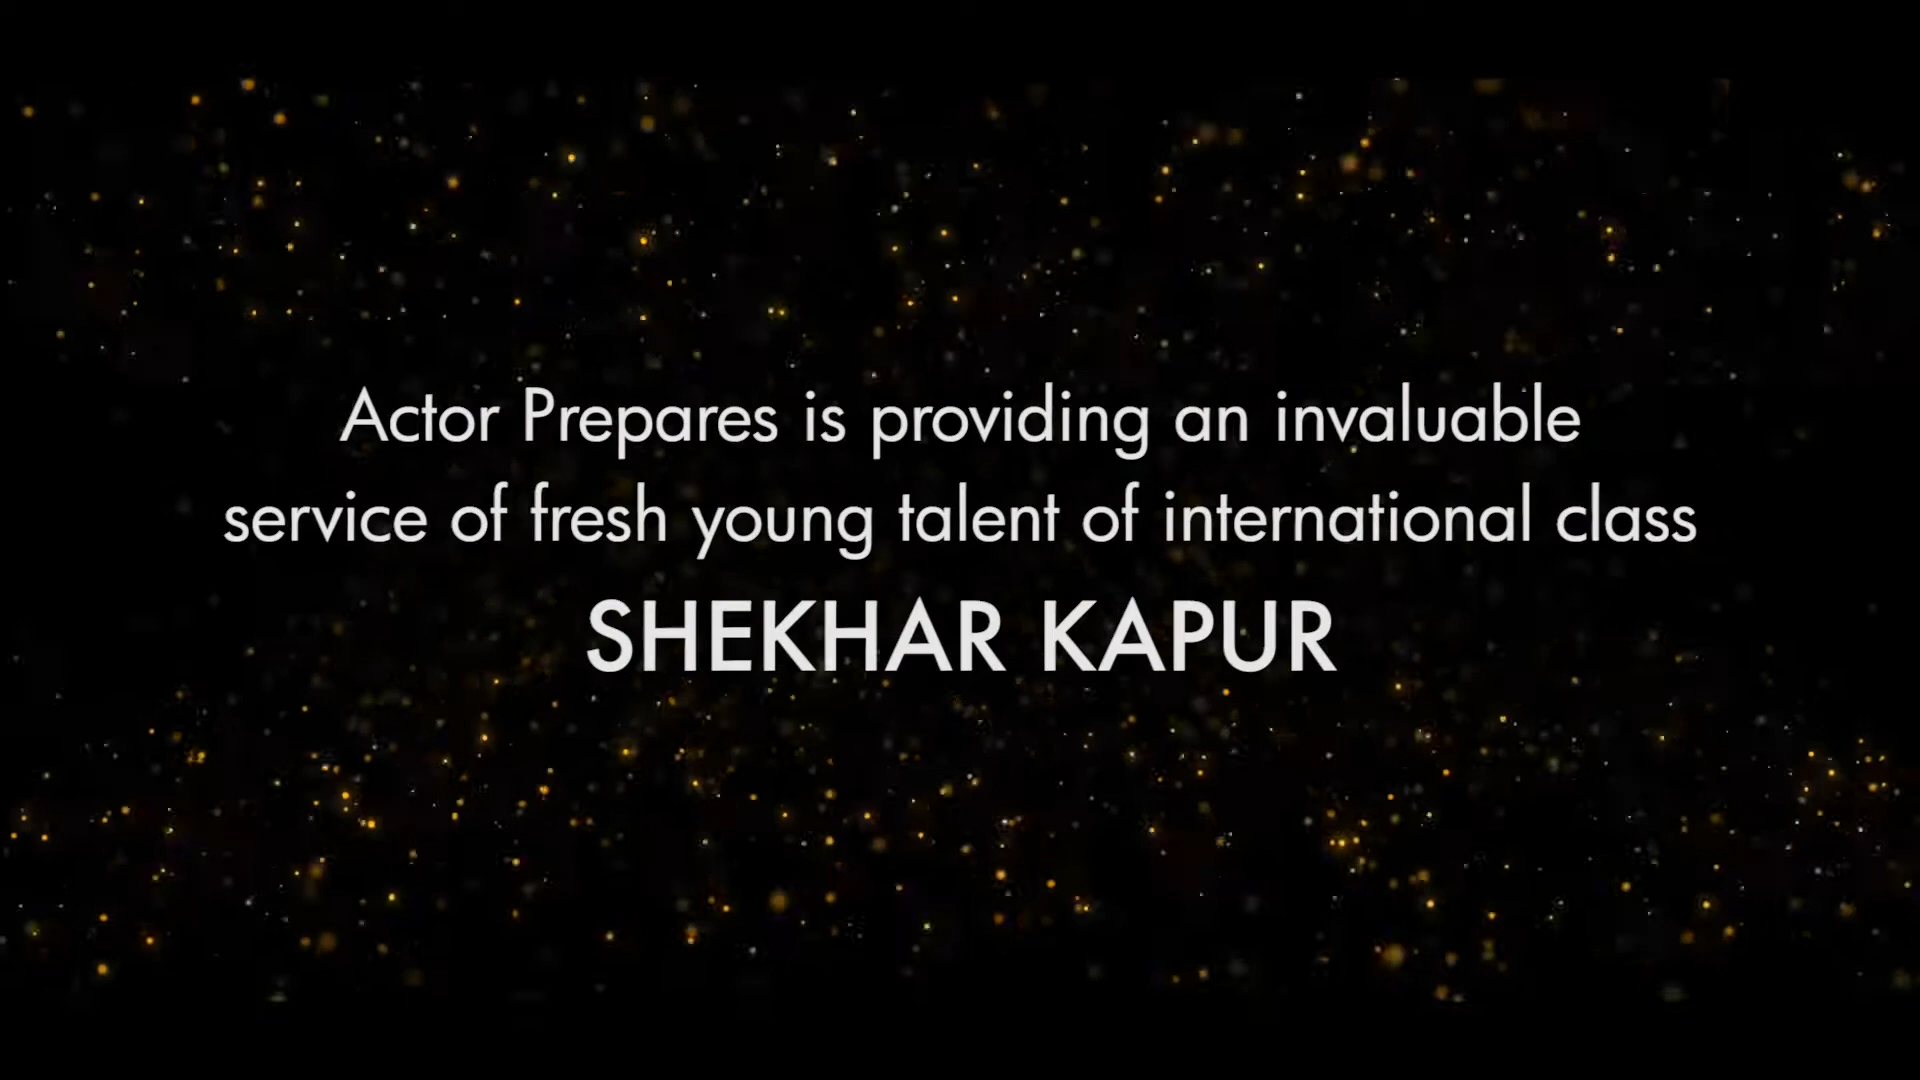 Actor Prepares is providing an invaluable
service of fresh young talent of international class
SHEKHAR KAPUR